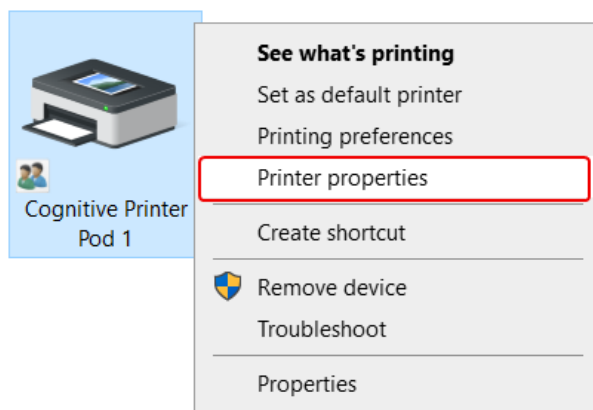 See what's printing
Set as default printer
Printing preferences
Printer properties
Cognitive Printer
Pod 1
Create shortcut
Remove device
Troubleshoot
Properties